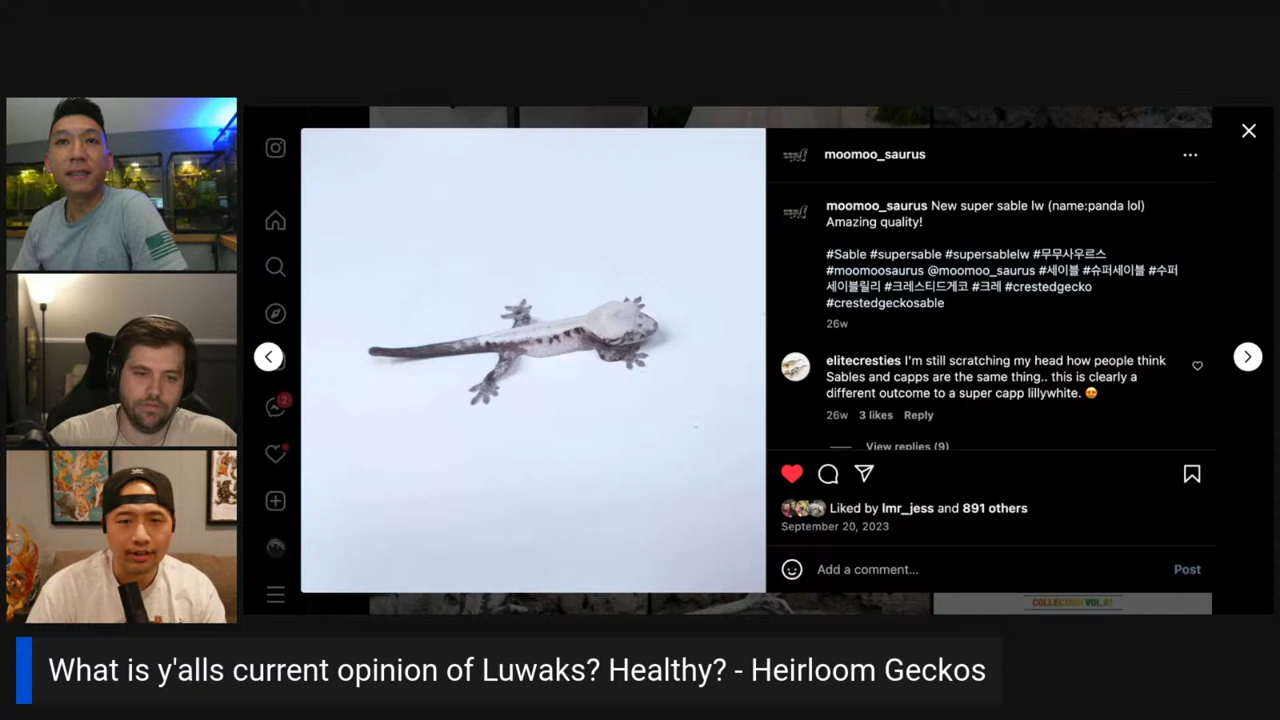 moomoo_saurus
moomoo_saurus New super sable lw (name:panda lol)
Amazing quality!
#Sable #supersable #supersablelw #무무사우르스
#moomoosaurus @moomoo_saurus #세이블 #슈퍼세이블 #수퍼
세이블릴리 #크레스티드게코 #크레 #crestedgecko
#crestedgeckosable
26w
elitecresties I'm still scratching my head how people think
Sables and capps are the same thing.. this is clearly a
different outcome to a super capp lillywhite. 😍
26w 3 likes Reply
View replies (9)
2
Liked by lmr_jess and 891 others
September 20, 2023
Add a comment...
Post
COLLECTION VOL.01
What is y'alls current opinion of Luwaks? Healthy? - Heirloom Geckos